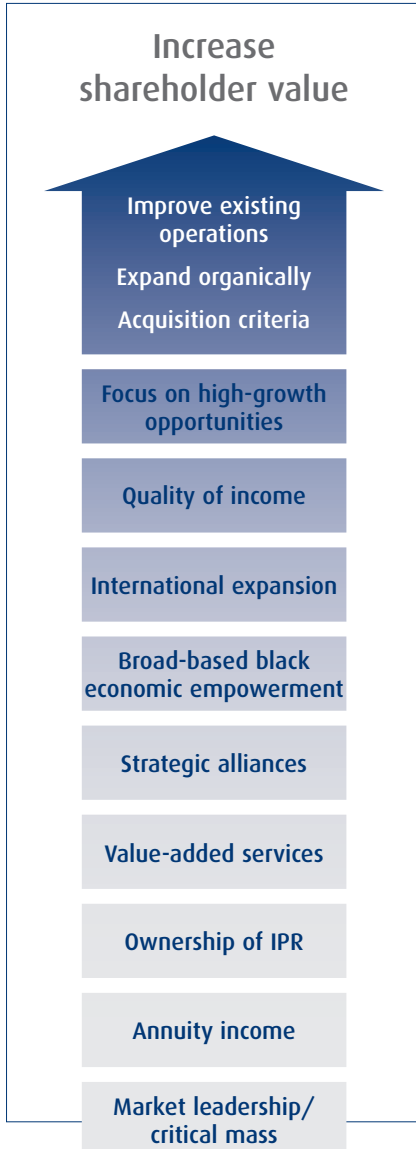 Increase
shareholder value
Improve existing
operations
Expand organically
Acquisition criteria
Focus on high-growth
opportunities
Quality of income
International expansion
Broad-based black
economic empowerment
Strategic alliances
Value-added services
Ownership of IPR
Annuity income
Market leadership/
critical mass